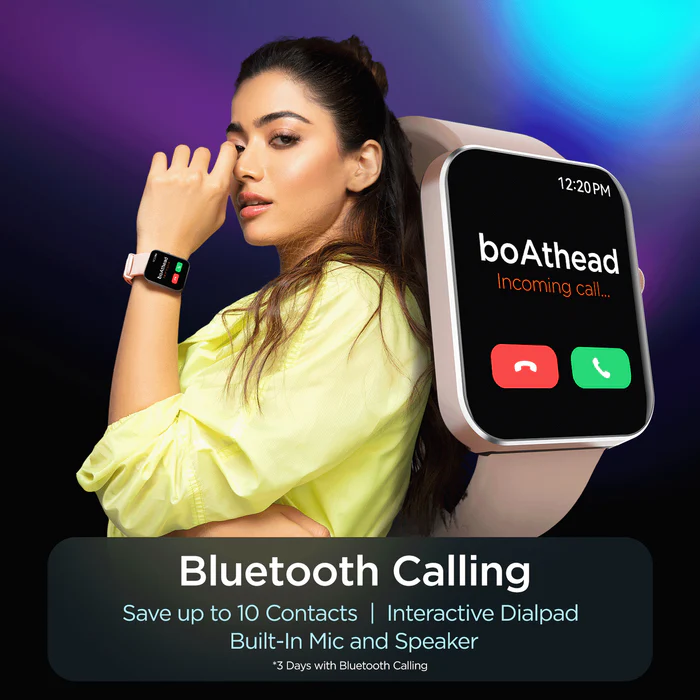 12:20 PM
boAthead
Incoming call...
boAthead
Bluetooth Calling
Save up to 10 Contacts | Interactive Dialpad
Built-In Mic and Speaker
*3 Days with Bluetooth Calling